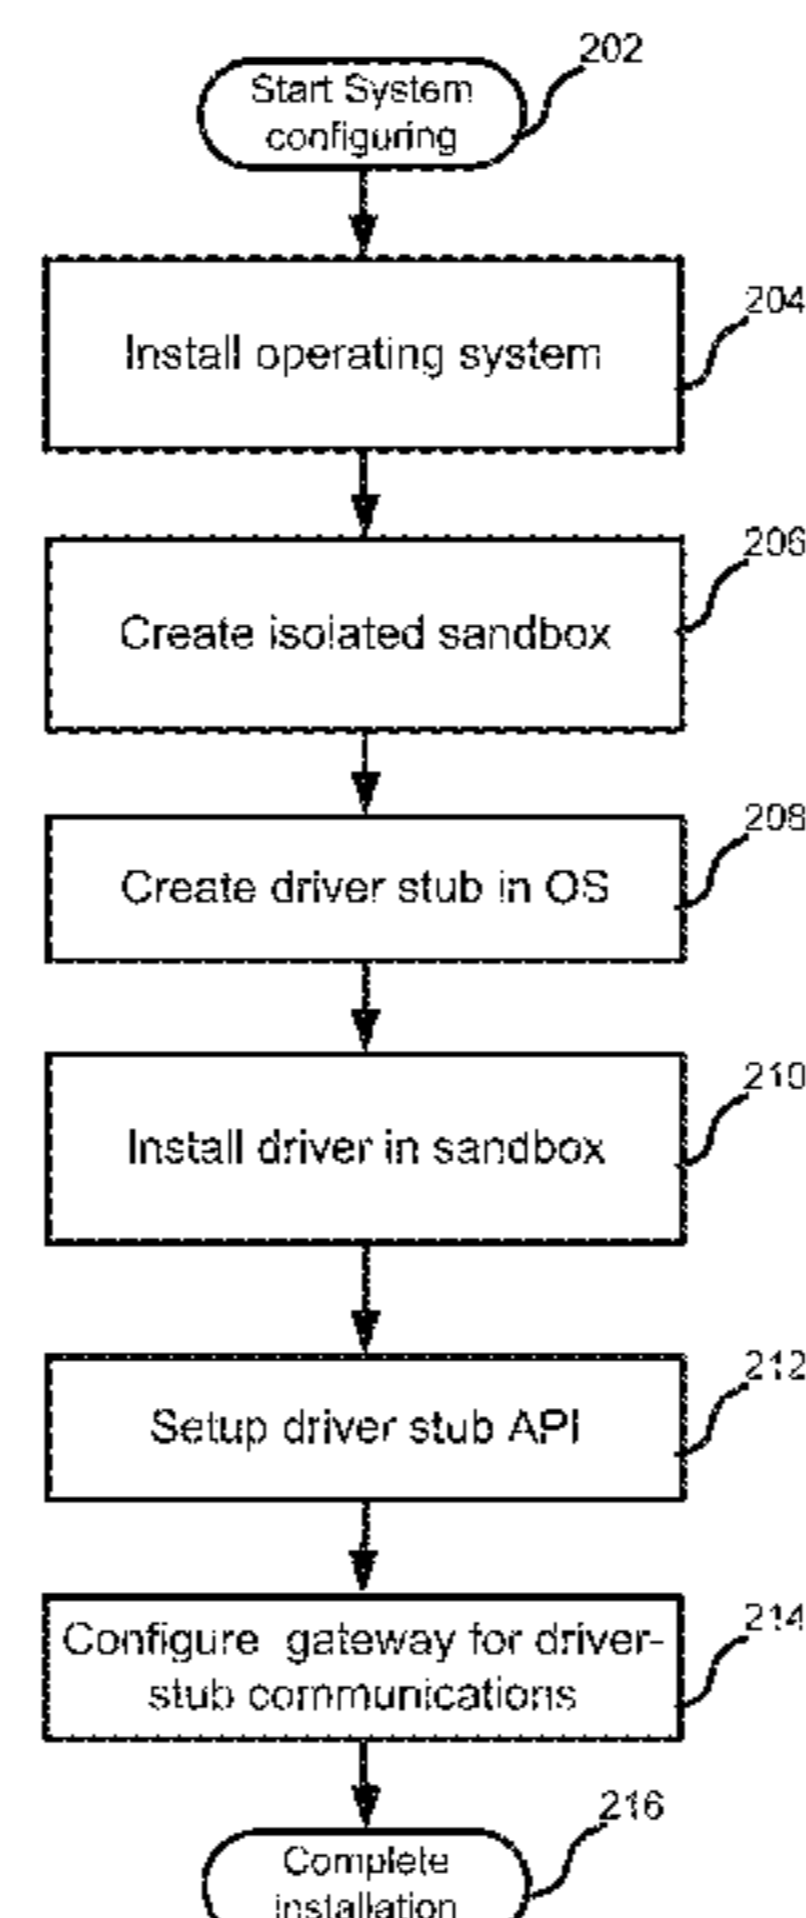 202
Start System
configuring
204
Install operating system
206
Create isolated sandbox
208
Create driver stub in OS
210
Install driver in sandbox
212
Setup driver stub API
214
Configure gateway for driver-
stub communications
216
Complete
installation